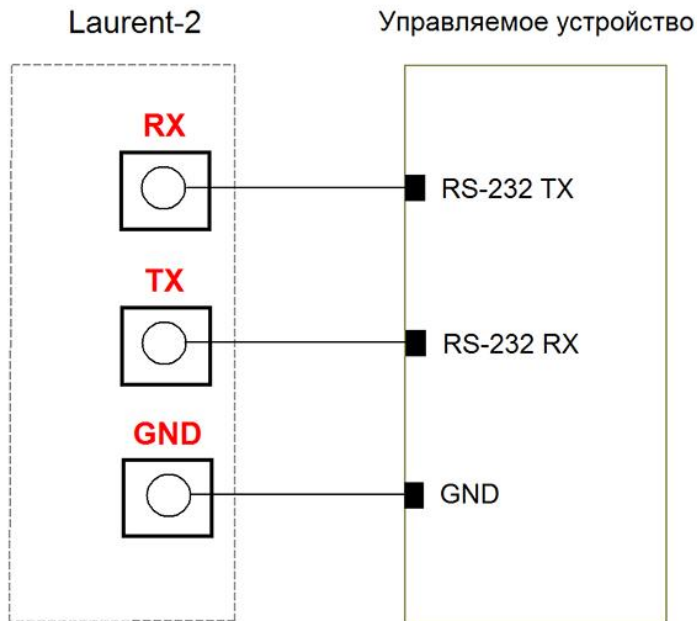 Laurent-2 Управляемое устройство
RX
RS-232 TX
TX
RS-232 RX
GND
GND